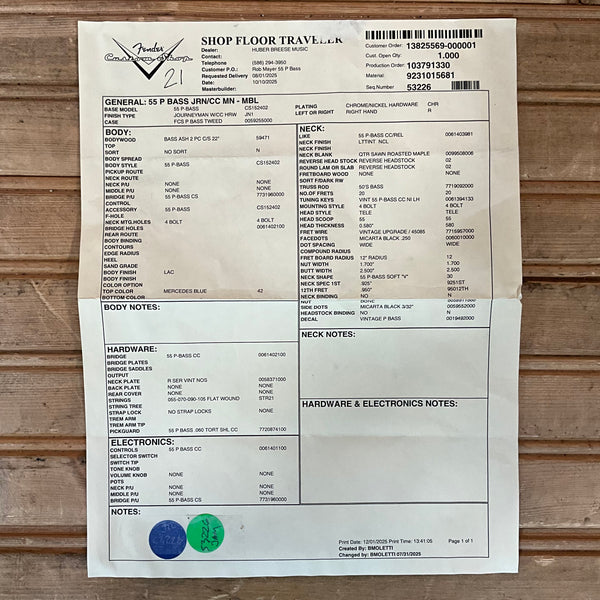 Fender
Custom Shop
21
SHOP FLOOR TRAVELER
Dealer: HUBER BREESE MUSIC
Contact:
Telephone (586) 294-3950
Customer P.O.: Rob Mayer 55 P Bass
Requested Delivery 08/01/2025
Date: 10/10/2025
Masterbuilder:
Customer Order: 13825569-000001
Cust. Open Qty: 1.000
Production Order: 103791330
Material 9231015681
Seq Number 53226
GENERAL: 55 P BASS JRN/CC MN - MBL
BASE MODEL 55 P-BASS CS152402
FINISH TYPE JOURNEYMAN W/CC HRW JN1
CASE FCS P BASS TWEED 0059255000
PLATING CHROME/NICKEL HARDWARE CHR
LEFT OR RIGHT RIGHT HAND R
BODY:
BODYWOOD BASS ASH 2 PC C/S 22" 59471
TOP
SORT NO SORT N
BODY SPREAD
BODY STYLE 55 P-BASS CS152402
PICKUP ROUTE
NECK ROUTE
NECK P/U NONE NONE
MIDDLE P/U NONE NONE
BRIDGE P/U 55 P-BASS CS 7731960000
CONTROL
ACCESSORY 55 P-BASS CS152402
F-HOLE
NECK MTG.HOLES 4 BOLT 4 BOLT
BRIDGE HOLES 0061402100
REAR ROUTE
BODY BINDING
CONTOURS
EDGE RADIUS
HEEL
SAND GRADE
BODY FINISH LAC
BODY FINISH
COLOR OPTION
TOP COLOR MERCEDES BLUE 42
BOTTOM COLOR
BODY NOTES:
HARDWARE:
BRIDGE 55 P-BASS CC 0061402100
BRIDGE PLATES
BRIDGE SADDLES
OUTPUT
NECK PLATE R SER VINT NOS 0058371000
BACK PLATE NONE NONE
REAR COVER NONE NONE
STRINGS 055-070-090-105 FLAT WOUND STR21
STRING TREE
STRAP LOCK NO STRAP LOCKS NONE
TREM ARM
TREM ARM TIP
PICKGUARD 55 P BASS .060 TORT SHL CC 7720874100
ELECTRONICS:
CONTROLS 55 P BASS CC 0061401100
SELECTOR SWITCH
SWITCH TIP
TONE KNOB
VOLUME KNOB NONE NONE
POTS
NECK P/U NONE NONE
MIDDLE P/U NONE NONE
BRIDGE P/U 55 P-BASS CS 7731960000
NECK:
LIKE 55 P-BASS CC/REL 0061403981
NECK FINISH LTTINT NCL
NECK FINISH
NECK BLANK QTR SAWN ROASTED MAPLE 0099508006
REVERSE HEAD STOCK REVERSE HEADSTOCK 02
ROUND LAM OR SLAB REVERSE HEADSTOCK 02
FRETBOARD WOOD NONE NONE
SORT F/DARK RW
TRUSS ROD 50'S BASS 7719092000
NO.OF FRETS 20 20
TUNING KEYS VINT 55 P-BASS CC NI LH 0061394133
MOUNTING STYLE 4 BOLT 4 BOLT
HEAD STYLE TELE TELE
HEAD SCOOP 55 55
HEAD THICKNESS 0.580" 580
FRET WIRE VINTAGE UPGRADE / 45085 7715957000
FACEDOTS MICARTA BLACK .250 0060010000
DOT SPACING WIDE WIDE
COMPOUND RADIUS
FRET BOARD RADIUS 12" RADIUS 12
NUT WIDTH 1.700" 1.700
BUTT WIDTH 2.500" 2.500
NECK SHAPE 55 P-BASS SOFT "V" 30
NECK SPEC 1ST .925" 9251ST
12TH FRET .950" 95012TH
NECK BINDING NO N
NUT BONE
SIDE DOTS MICARTA BLACK 3/32" 0059552000
HEADSTOCK BINDING NO N
DECAL VINTAGE P BASS 0019492000
NECK NOTES:
HARDWARE & ELECTRONICS NOTES:
NOTES:
53226
JAM
Print Date: 12/01/2025 Print Time: 13:41:05 Page 1 of 1
Created By: BMOLETTI
Changed by: BMOLETTI 07/31/2025